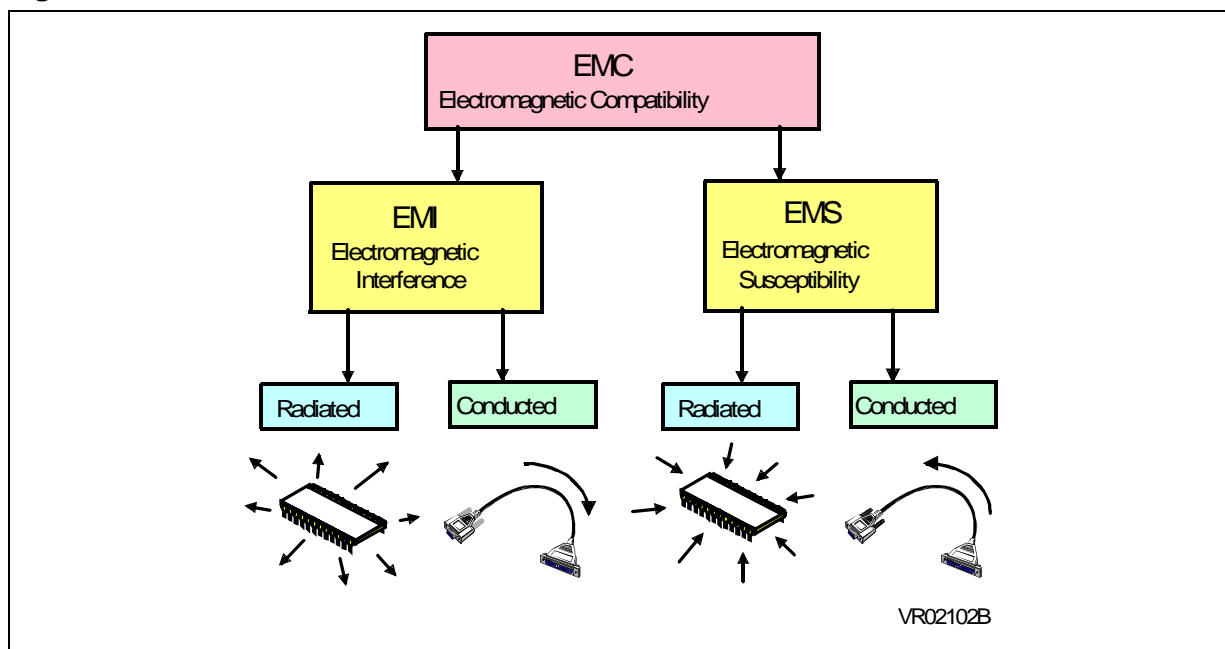 EMC
Electromagnetic Compatibility
EMI
Electromagnetic
Interference
EMS
Electromagnetic
Susceptibility
Radiated
Conducted
Radiated
Conducted
VR02102B